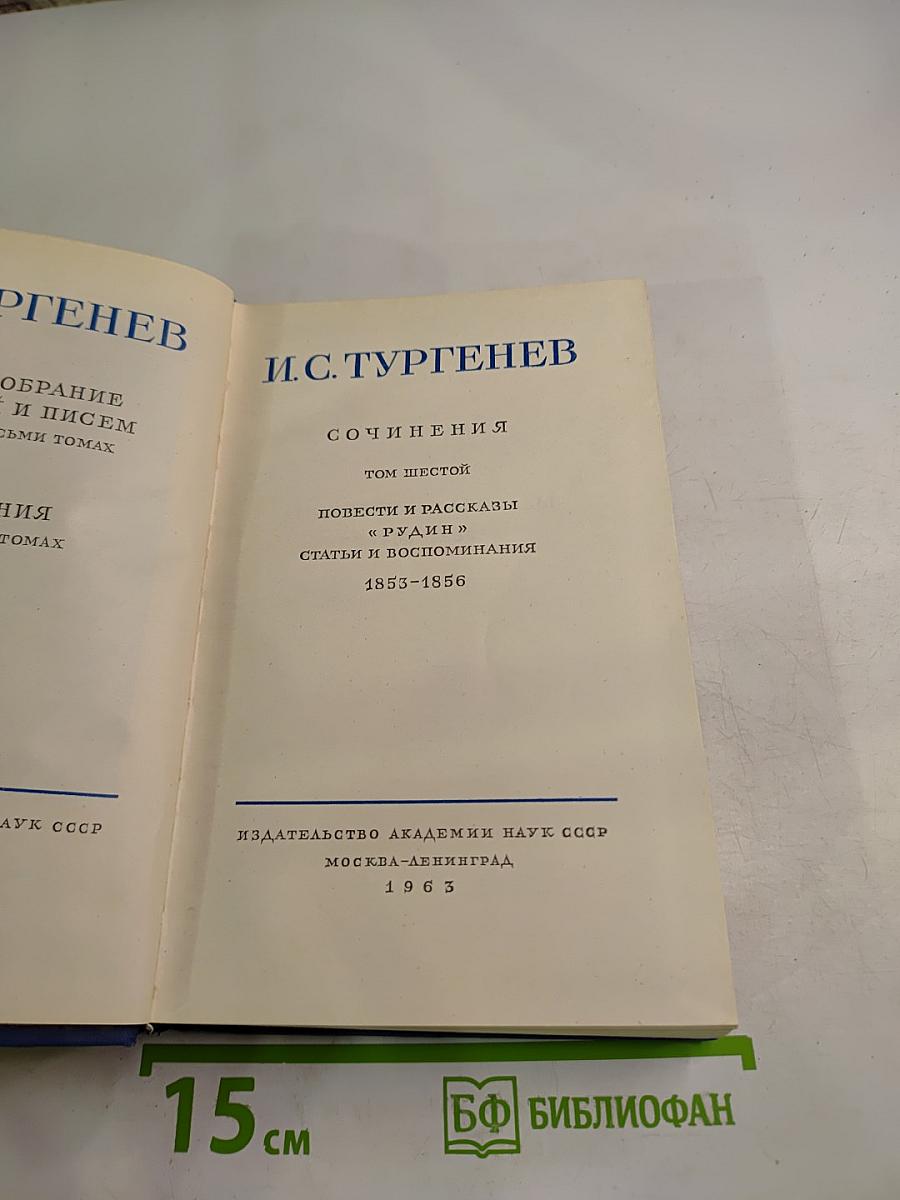 РГЕНЕВ
ОБРАНИЕ
И ПИСЕМ
СЬМИ ТОМАХ
НИЯ
ТОМАХ
АУК СССР
И. С. ТУРГЕНЕВ
СОЧИНЕНИЯ
ТОМ ШЕСТОЙ
ПОВЕСТИ И РАССКАЗЫ
«РУДИН»
СТАТЬИ И ВОСПОМИНАНИЯ
1853–1856
ИЗДАТЕЛЬСТВО АКАДЕМИИ НАУК СССР
МОСКВА–ЛЕНИНГРАД
1963
15 см
БФ БИБЛИОФАН